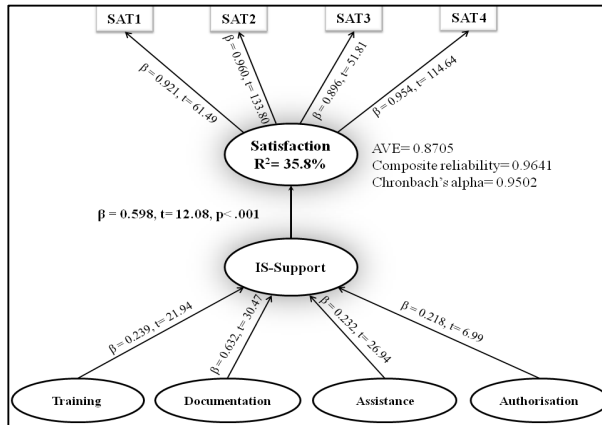 SAT1
SAT2
SAT3
SAT4
β = 0.921, t= 61.49
β = 0.960, t= 133.80
β = 0.896, t= 51.81
β = 0.954, t= 114.64
Satisfaction
R²= 35.8%
AVE= 0.8705
Composite reliability= 0.9641
Chronbach's alpha= 0.9502
β = 0.598, t= 12.08, p< .001
IS-Support
β = 0.239, t= 21.94
β = 0.632, t= 30.47
β = 0.232, t= 26.94
β = 0.218, t= 6.99
Training
Documentation
Assistance
Authorisation